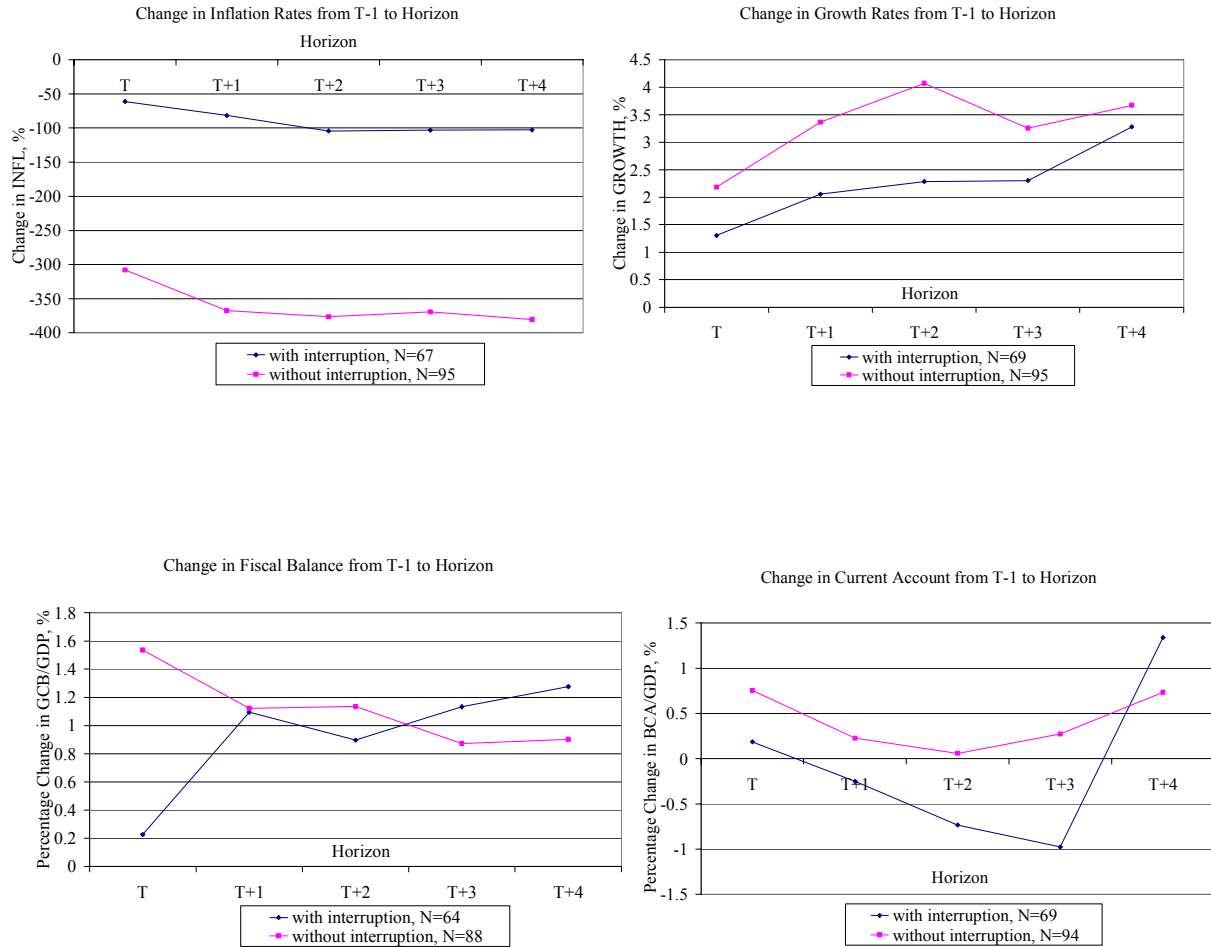 Change in Inflation Rates from T-1 to Horizon
Horizon
0
-50
-100
-150
-200
-250
-300
-350
-400
T T+1 T+2 T+3 T+4
Change in INFL, %
with interruption, N=67
without interruption, N=95
Change in Growth Rates from T-1 to Horizon
4.5
4
3.5
3
2.5
2
1.5
1
0.5
0
Change in GROWTH, %
Horizon
T T+1 T+2 T+3 T+4
with interruption, N=69
without interruption, N=95
Change in Fiscal Balance from T-1 to Horizon
1.8
1.6
1.4
1.2
1
0.8
0.6
0.4
0.2
0
Percentage Change in GCB/GDP, %
Horizon
T T+1 T+2 T+3 T+4
with interruption, N=64
without interruption, N=88
Change in Current Account from T-1 to Horizon
1.5
1
0.5
0
-0.5
-1
-1.5
Percentage Change in BCA/GDP, %
T T+1 T+2 T+3 T+4
Horizon
with interruption, N=69
without interruption, N=94